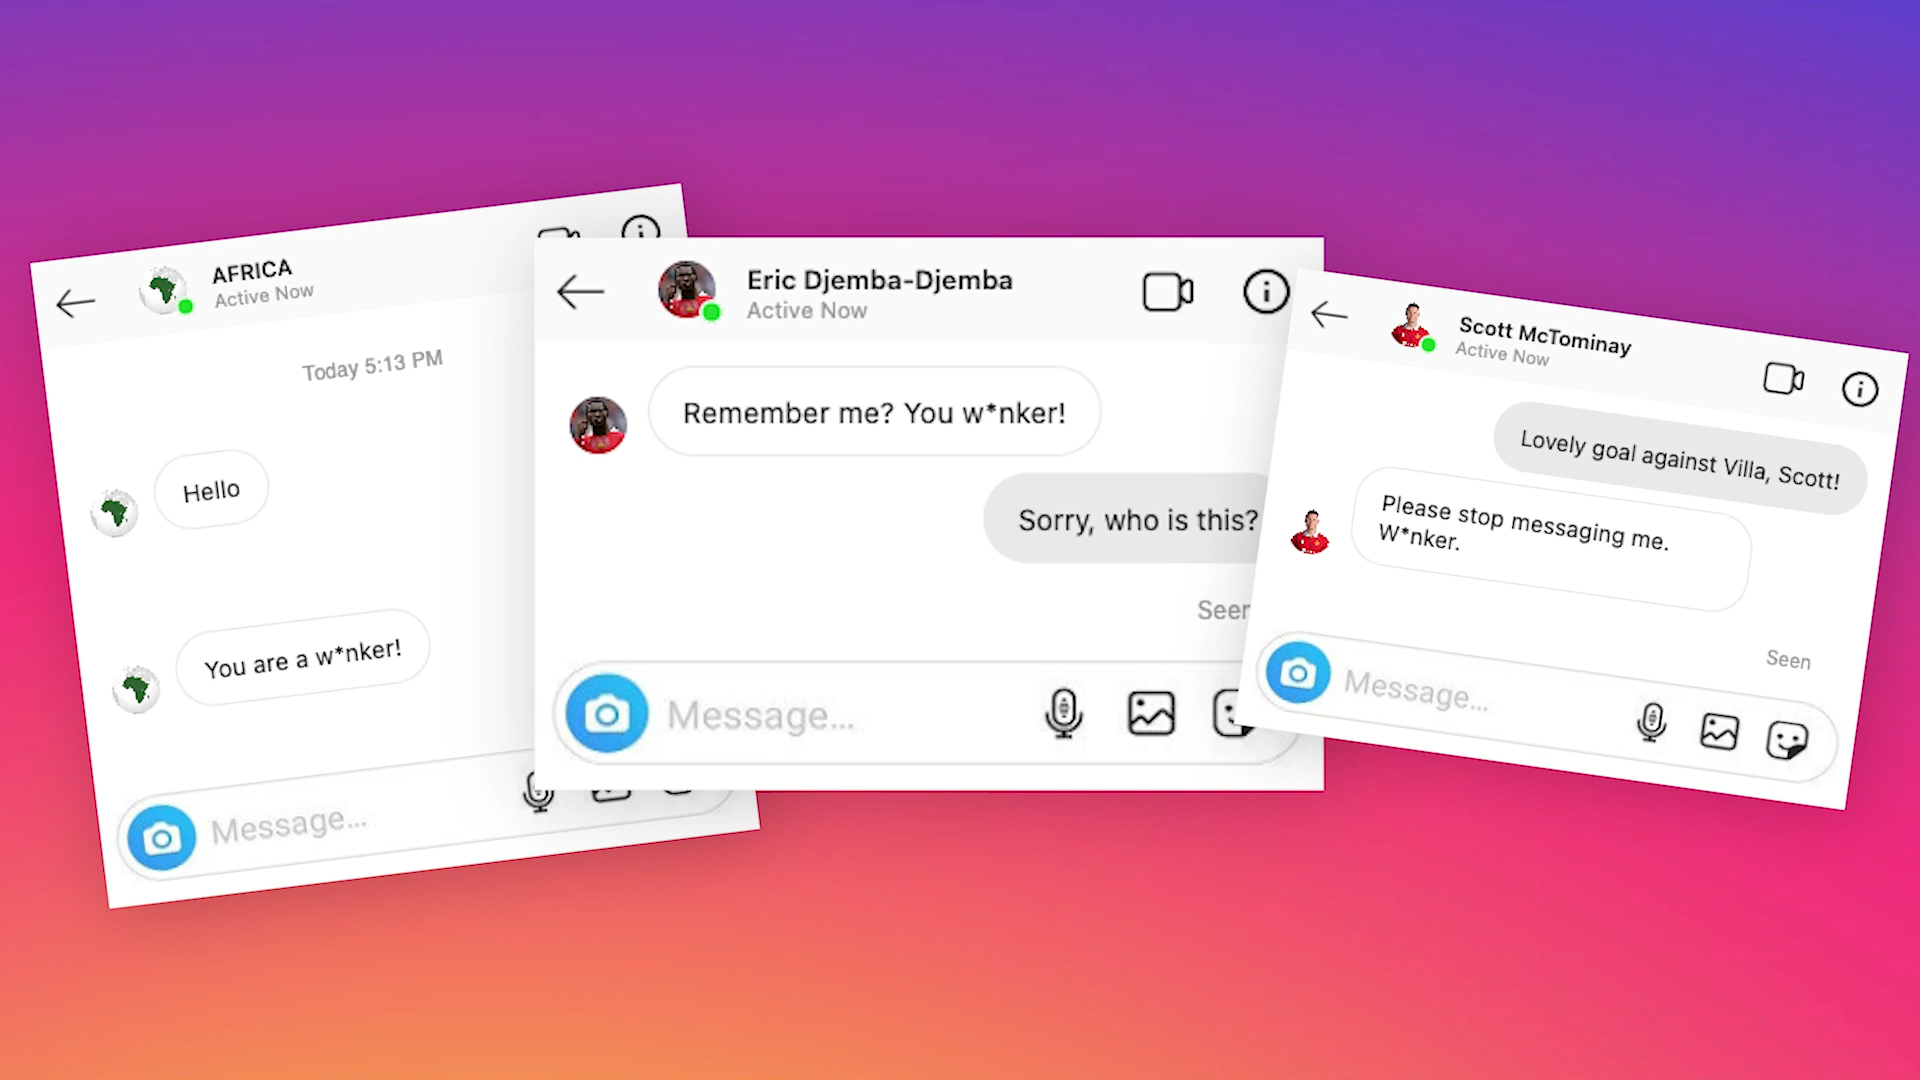 AFRICA
Active Now
Today 5:13 PM
Hello
You are a w*nker!
Message...
Eric Djemba-Djemba
Active Now
Remember me? You w*nker!
Sorry, who is this?
Seen
Message...
Scott McTominay
Active Now
Lovely goal against Villa, Scott!
Please stop messaging me.
W*nker.
Seen
Message...